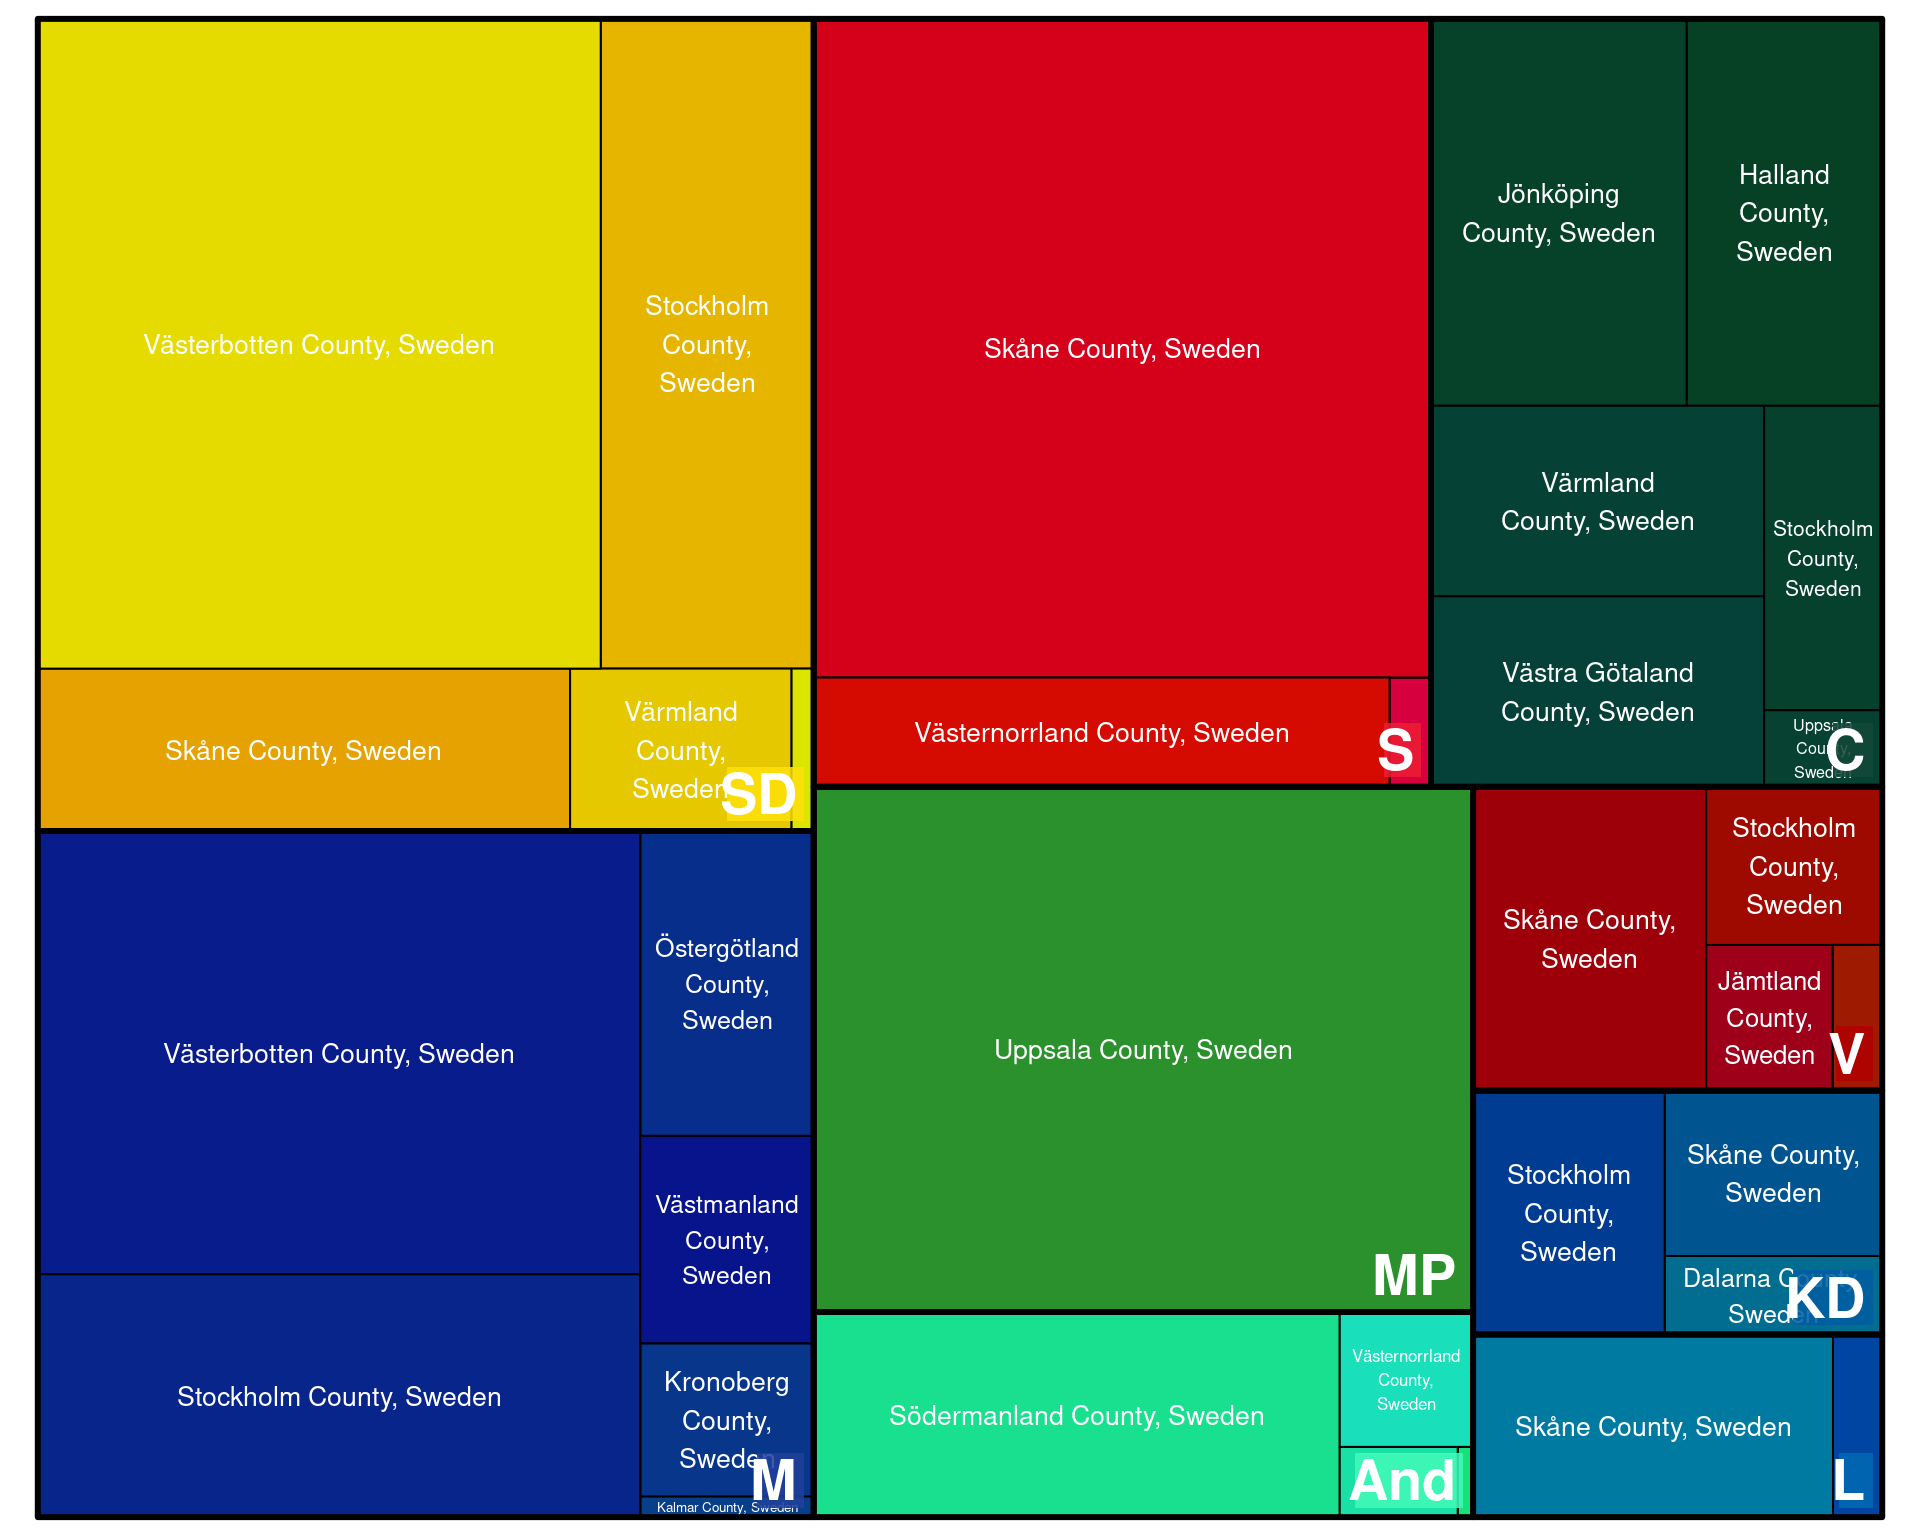 Västerbotten County, Sweden
Stockholm
County,
Sweden
Skåne County, Sweden
Värmland
County,
Sweden
SD
Skåne County, Sweden
Västernorrland County, Sweden
S
Jönköping
County, Sweden
Halland
County,
Sweden
Värmland
County, Sweden
Stockholm
County,
Sweden
Västra Götaland
County, Sweden
Uppsala
County,
Sweden
C
Västerbotten County, Sweden
Östergötland
County,
Sweden
Västmanland
County,
Sweden
Stockholm County, Sweden
Kronoberg
County,
Sweden
Kalmar County, Sweden
M
Uppsala County, Sweden
MP
Skåne County,
Sweden
Stockholm
County,
Sweden
Jämtland
County,
Sweden
V
Stockholm
County,
Sweden
Skåne County,
Sweden
Dalarna County,
Sweden
KD
Södermanland County, Sweden
Västernorrland
County,
Sweden
And
Skåne County, Sweden
L